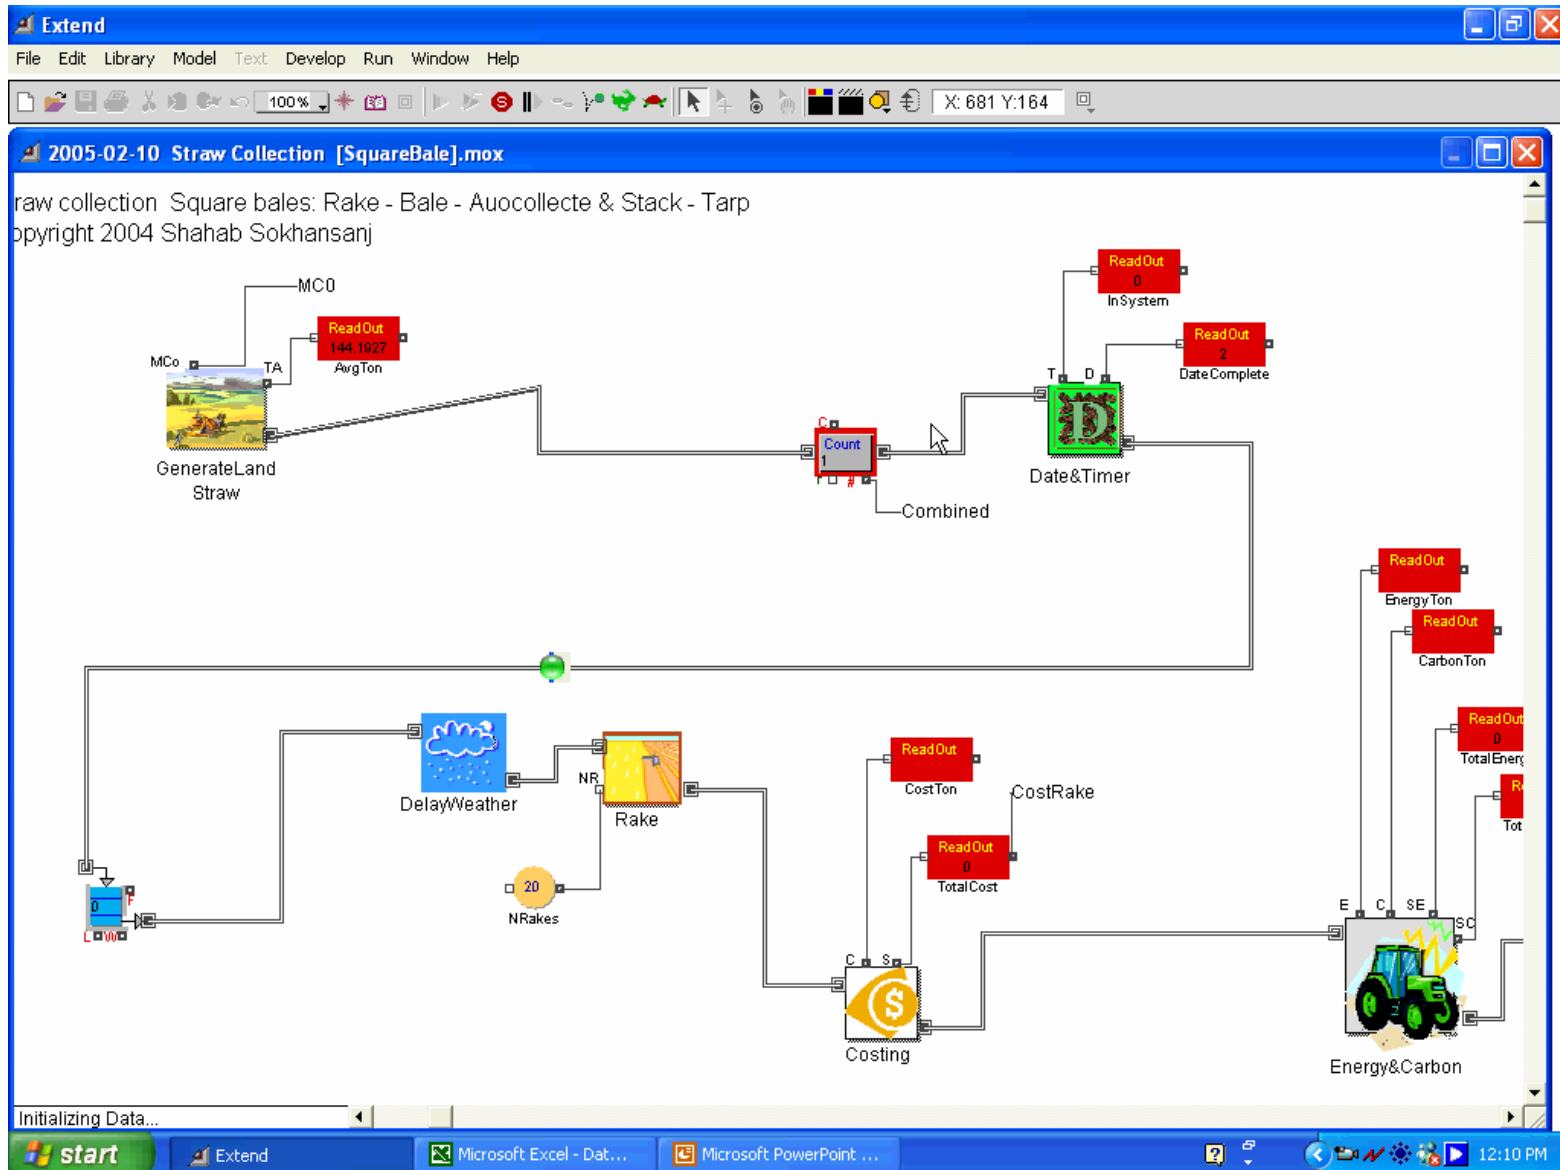 Extend
File Edit Library Model Text Develop Run Window Help
100%
X: 681 Y:164
2005-02-10 Straw Collection [SquareBale].mox
raw collection Square bales: Rake - Bale - Auocollecte & Stack - Tarp
opyright 2004 Shahab Sokhansanj
MC0
ReadOut
144.1927
AvgTon
MCo
TA
GenerateLand
Straw
ReadOut
0
InSystem
ReadOut
2
DateComplete
T D
D
Date&Timer
C
Count
1
#
Combined
ReadOut
EnergyTon
ReadOut
CarbonTon
ReadOut
0
TotalEnerg
R
Tot
DelayWeather
NR
Rake
20
NRakes
ReadOut
CostTon
CostRake
ReadOut
0
TotalCost
0
F
L W
C S
$
Costing
E C SE
SC
Energy&Carbon
Initializing Data...
start
Extend
Microsoft Excel - Dat...
Microsoft PowerPoint ...
12:10 PM